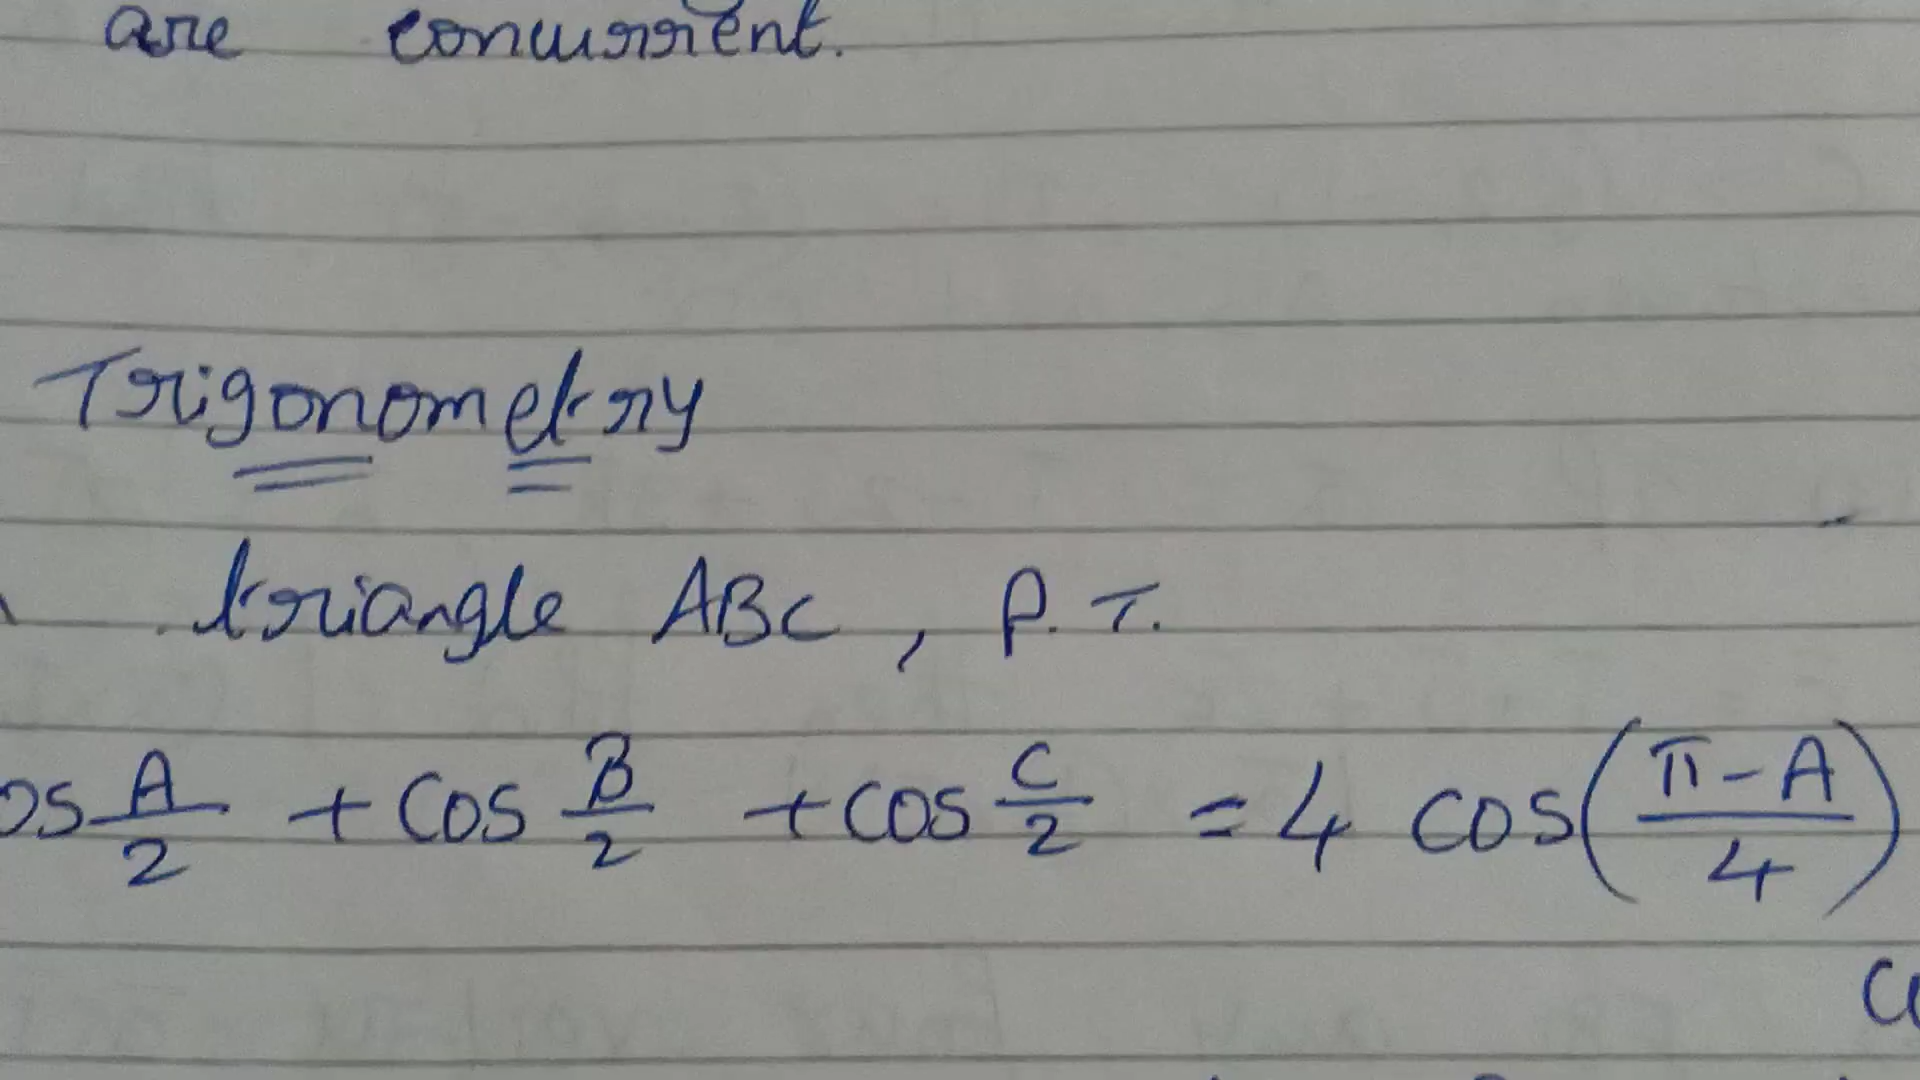 are concurrent.
Trigonometry
triangle ABC, P.T.
os A/2 + cos B/2 + cos C/2 = 4 cos(π-A/4)